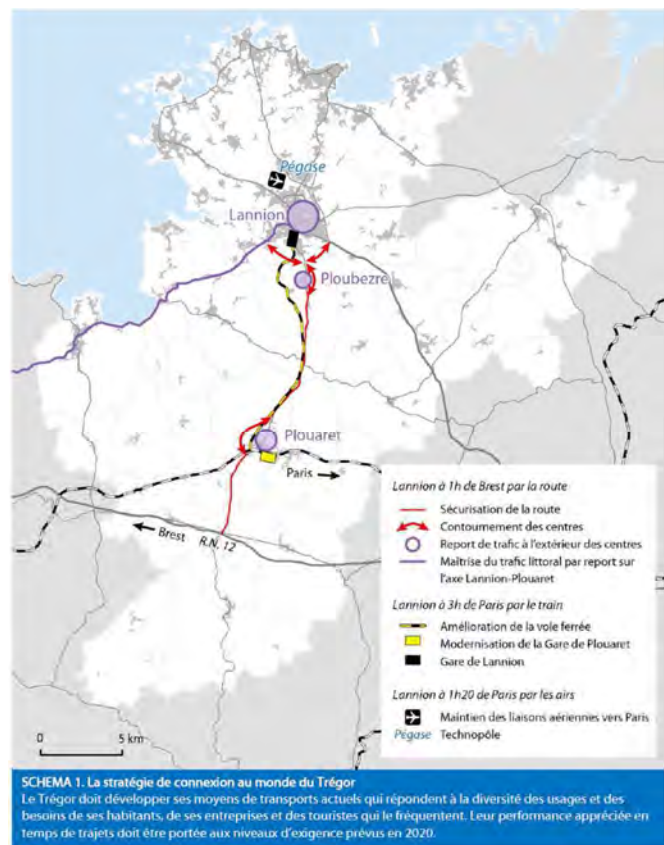 Pégase
Lannion
Ploubezre
Plouaret
Paris
Brest
R.N. 12
0 5 km
Lannion à 1h de Brest par la route
Sécurisation de la route
Contournement des centres
Report de trafic à l'extérieur des centres
Maîtrise du trafic littoral par report sur
l'axe Lannion-Plouaret
Lannion à 3h de Paris par le train
Amélioration de la voie ferrée
Modernisation de la Gare de Plouaret
Gare de Lannion
Lannion à 1h20 de Paris par les airs
Maintien des liaisons aériennes vers Paris
Pégase Technopôle
SCHEMA 1. La stratégie de connexion au monde du Trégor
Le Trégor doit développer ses moyens de transports actuels qui répondent à la diversité des usages et des
besoins de ses habitants, de ses entreprises et des touristes qui le fréquentent. Leur performance appréciée en
temps de trajets doit être portée aux niveaux d'exigence prévus en 2020.